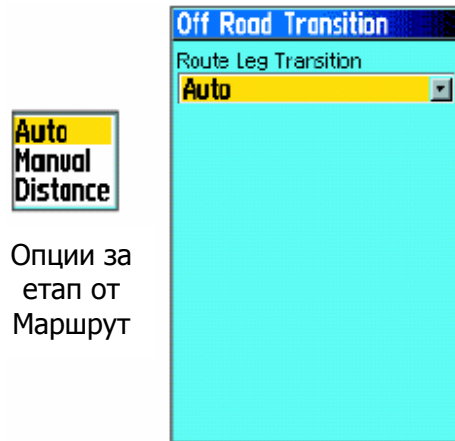 Off Road Transition
Route Leg Transition
Auto
Auto
Manual
Distance
Опции за
етап от
Маршрут